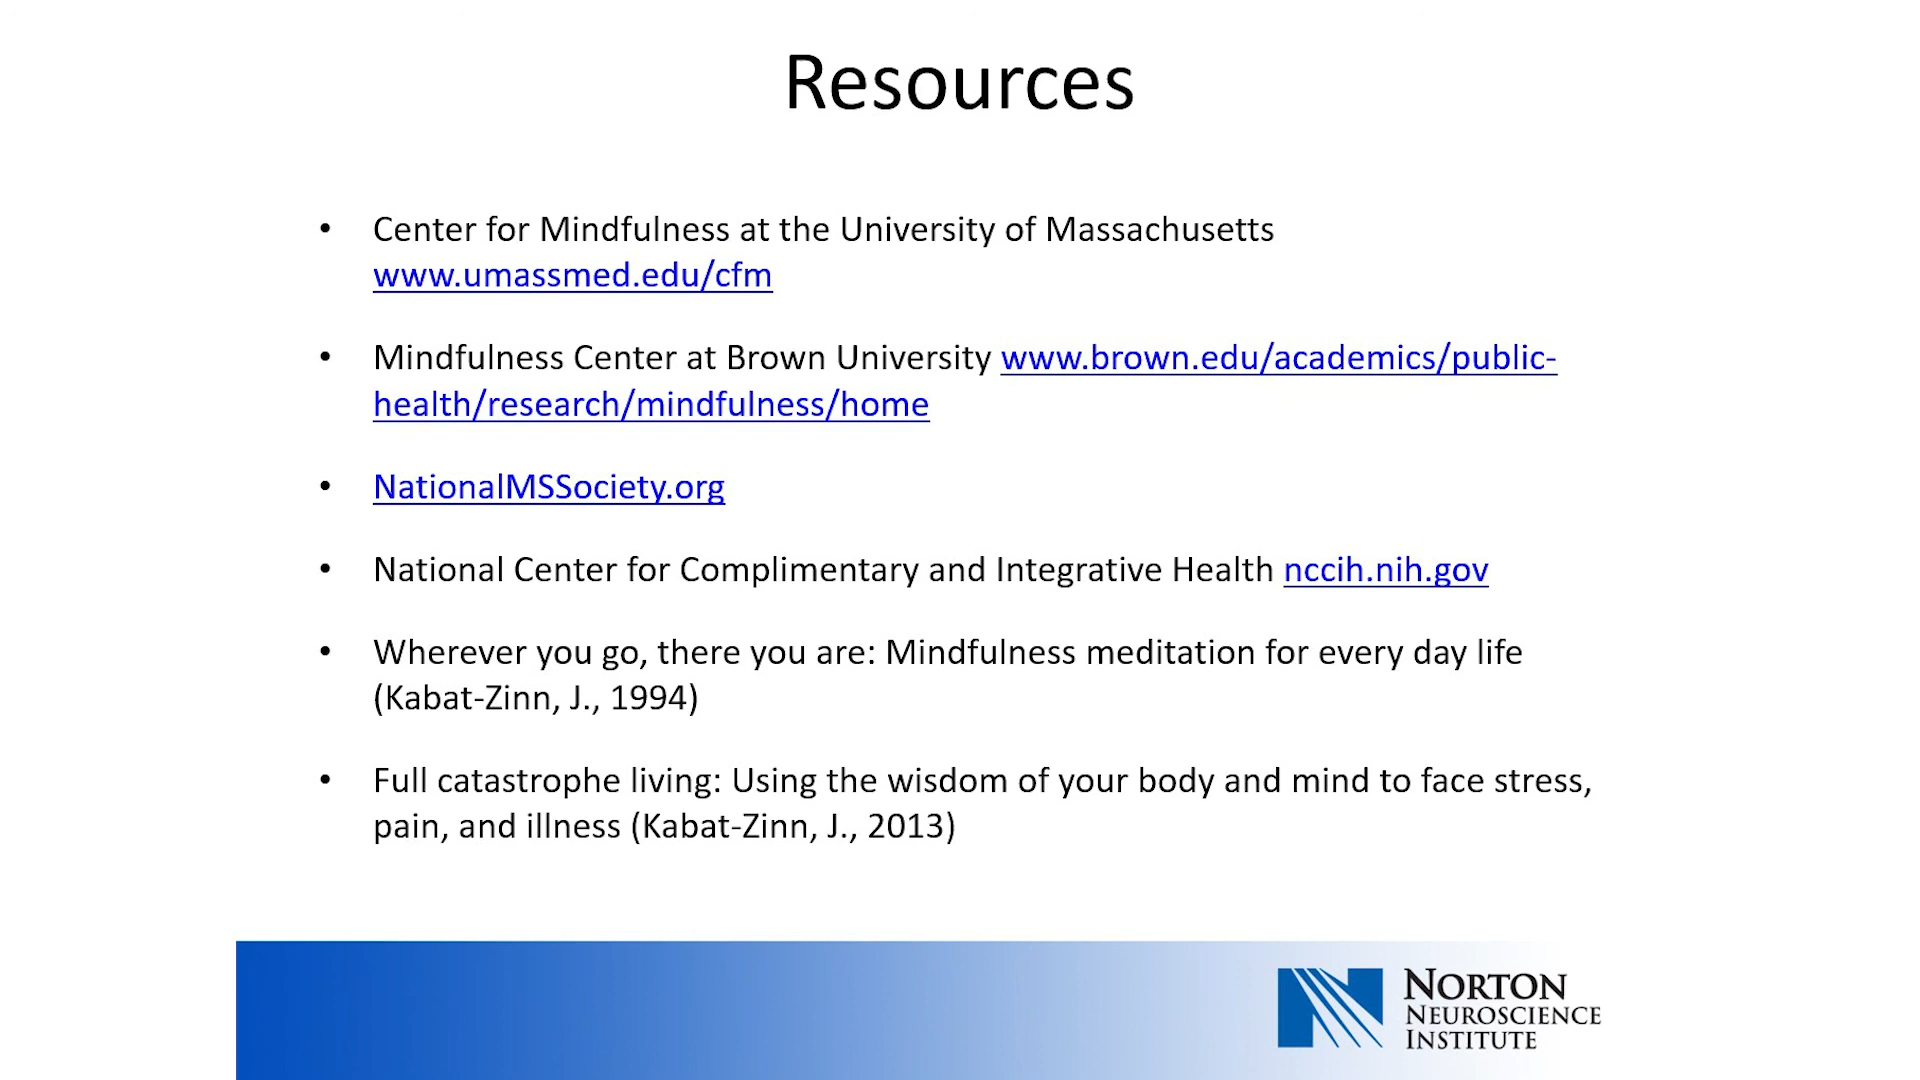 Resources
• Center for Mindfulness at the University of Massachusetts
www.umassmed.edu/cfm
• Mindfulness Center at Brown University www.brown.edu/academics/public-
health/research/mindfulness/home
• NationalMSSociety.org
• National Center for Complimentary and Integrative Health nccih.nih.gov
• Wherever you go, there you are: Mindfulness meditation for every day life
(Kabat-Zinn, J., 1994)
• Full catastrophe living: Using the wisdom of your body and mind to face stress,
pain, and illness (Kabat-Zinn, J., 2013)
NORTON
NEUROSCIENCE
INSTITUTE